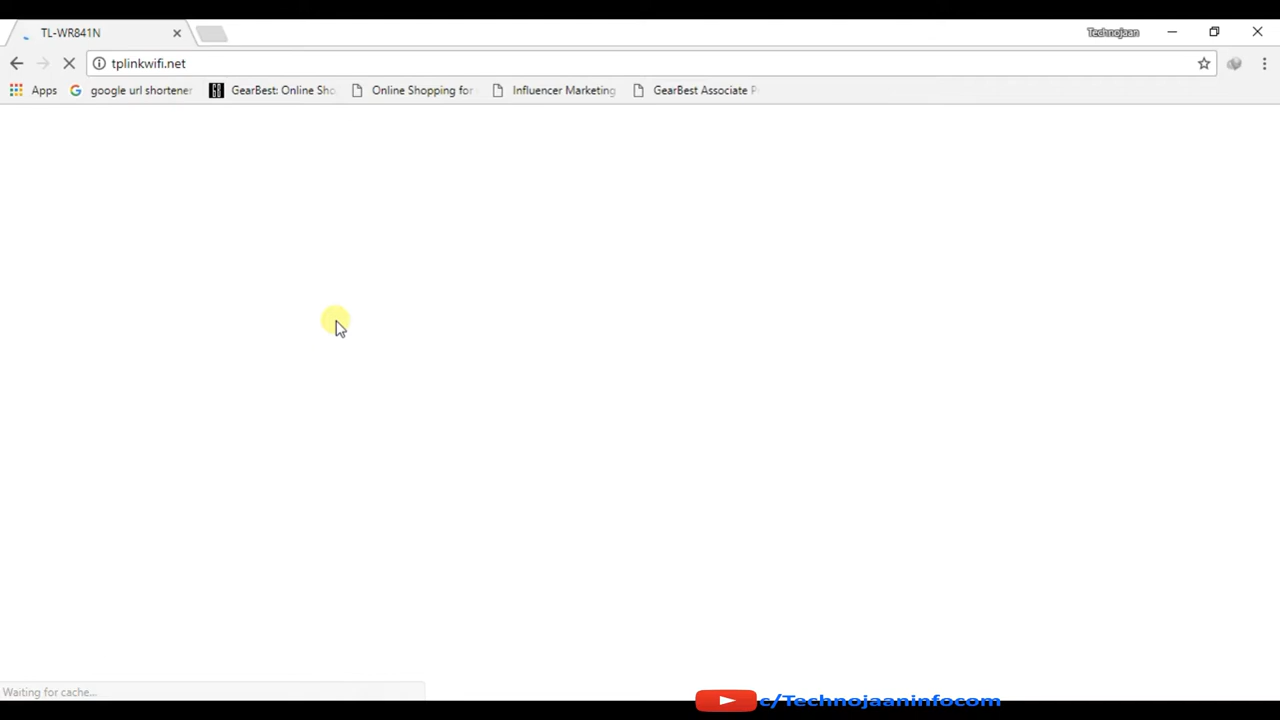 TL-WR841N
Technojaan
tplinkwifi.net
Apps google url shortener GearBest: Online Sho Online Shopping for Influencer Marketing GearBest Associate P
Waiting for cache...
c/Technojaaninfocom